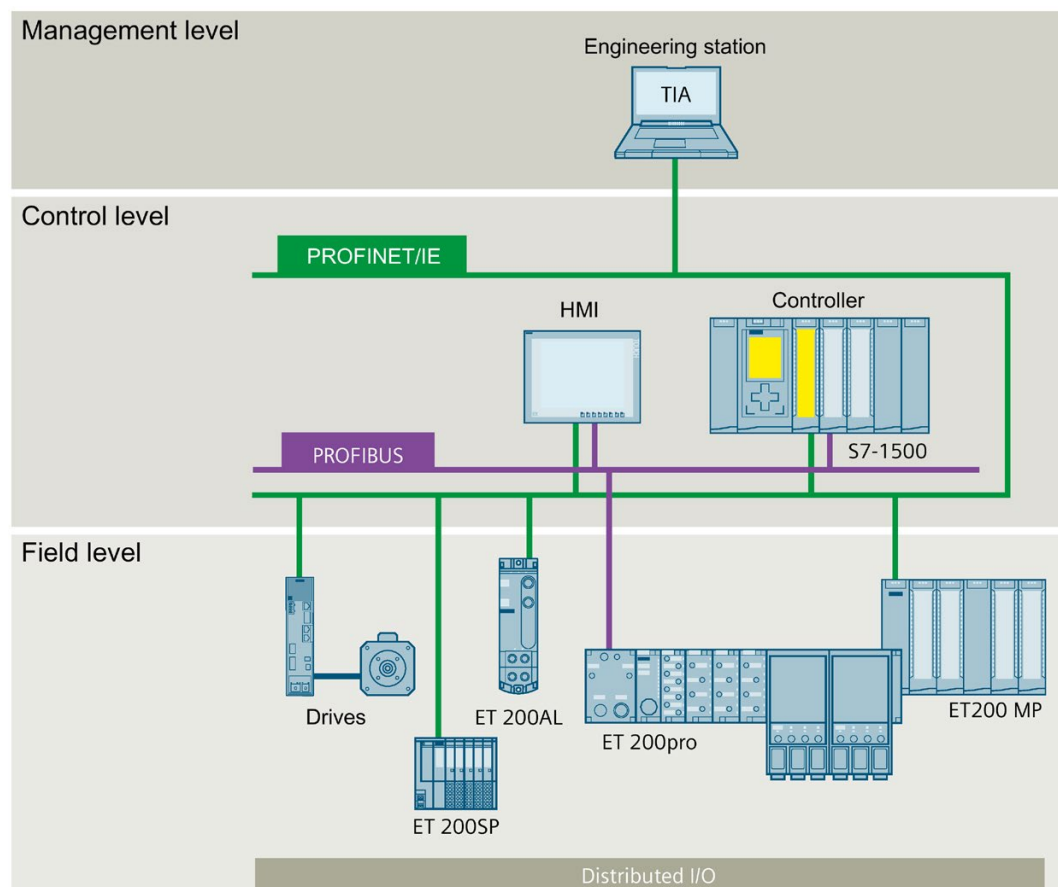 Management level
Engineering station
TIA
Control level
PROFINET/IE
HMI
Controller
PROFIBUS
S7-1500
Field level
Drives
ET 200AL
ET 200pro
ET200 MP
ET 200SP
Distributed I/O